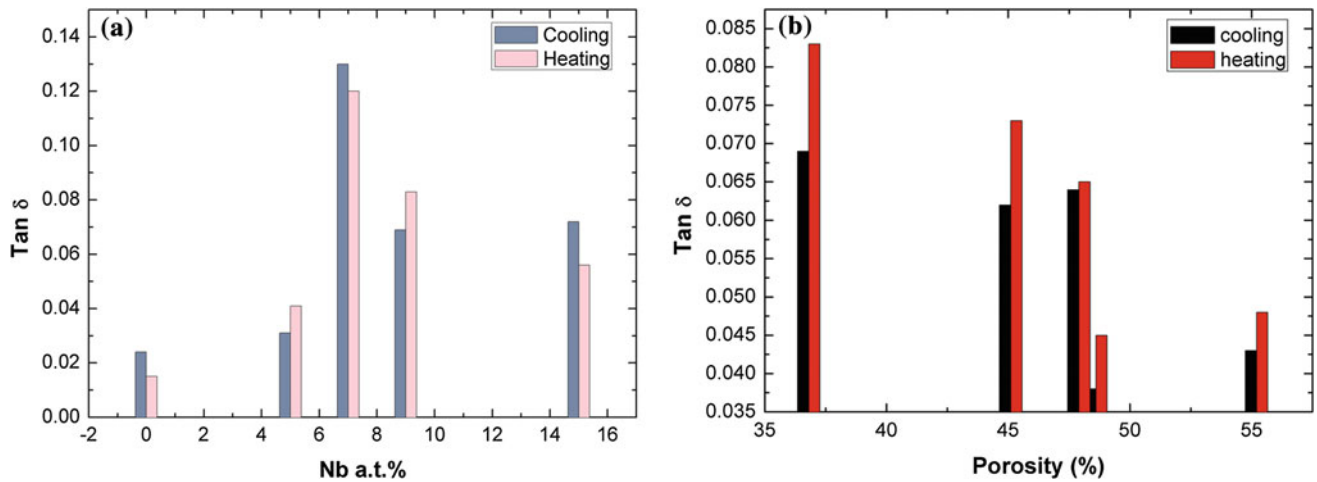 (a)
Cooling
Heating
0.14
0.12
0.10
0.08
0.06
0.04
0.02
0.00
Tan δ
-2 0 2 4 6 8 10 12 14 16
Nb a.t.%
(b)
cooling
heating
0.085
0.080
0.075
0.070
0.065
0.060
0.055
0.050
0.045
0.040
0.035
Tan δ
35 40 45 50 55
Porosity (%)